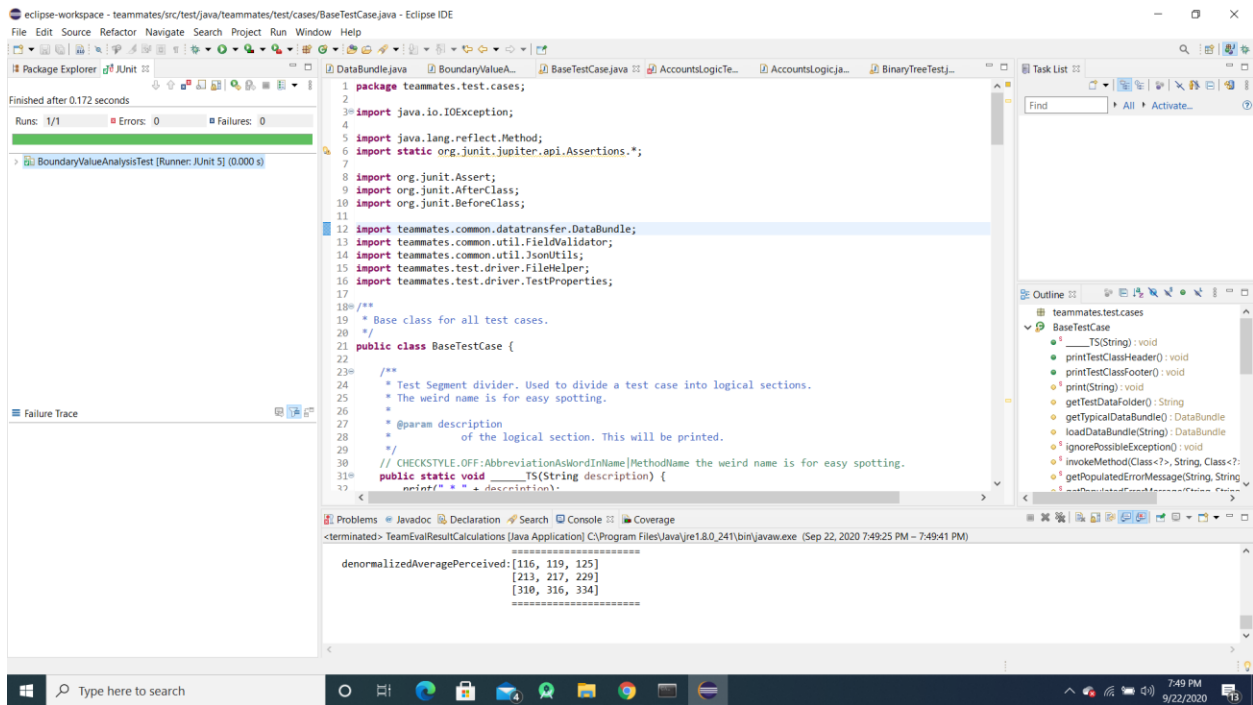 eclipse-workspace - teammates/src/test/java/teammates/test/cases/BaseTestCase.java - Eclipse IDE
File Edit Source Refactor Navigate Search Project Run Window Help
Package Explorer JUnit
Finished after 0.172 seconds
Runs: 1/1 Errors: 0 Failures: 0
BoundaryValueAnalysisTest [Runner: JUnit 5] (0.000 s)
Failure Trace
DataBundle.java BoundaryValueA... BaseTestCase.java AccountsLogicTe... AccountsLogic.ja... BinaryTreeTest.j...
1 package teammates.test.cases;
2
3 import java.io.IOException;
4
5 import java.lang.reflect.Method;
6 import static org.junit.jupiter.api.Assertions.*;
7
8 import org.junit.Assert;
9 import org.junit.AfterClass;
10 import org.junit.BeforeClass;
11
12 import teammates.common.datatransfer.DataBundle;
13 import teammates.common.util.FieldValidator;
14 import teammates.common.util.JsonUtils;
15 import teammates.test.driver.FileHelper;
16 import teammates.test.driver.TestProperties;
17
18 /**
19 * Base class for all test cases.
20 */
21 public class BaseTestCase {
22
23 /**
24 * Test Segment divider. Used to divide a test case into logical sections.
25 * The weird name is for easy spotting.
26 *
27 * @param description
28 * of the logical section. This will be printed.
29 */
30 // CHECKSTYLE.OFF:AbbreviationAsWordInName|MethodName the weird name is for easy spotting.
31 public static void ______TS(String description) {
32 print(" * " + description);
Task List
Find All Activate...
Outline
teammates.test.cases
BaseTestCase
S _____TS(String) : void
printTestClassHeader() : void
printTestClassFooter() : void
S print(String) : void
getTestDataFolder() : String
getTypicalDataBundle() : DataBundle
loadDataBundle(String) : DataBundle
S ignorePossibleException() : void
S invokeMethod(Class<?>, String, Class<?>
S getPopulatedErrorMessage(String, String
Problems Javadoc Declaration Search Console Coverage
<terminated> TeamEvalResultCalculations [Java Application] C:\Program Files\Java\jre1.8.0_241\bin\javaw.exe (Sep 22, 2020 7:49:25 PM – 7:49:41 PM)
======================
denormalizedAveragePerceived:[116, 119, 125]
[213, 217, 229]
[310, 316, 334]
======================
Type here to search
4
7:49 PM
9/22/2020
13